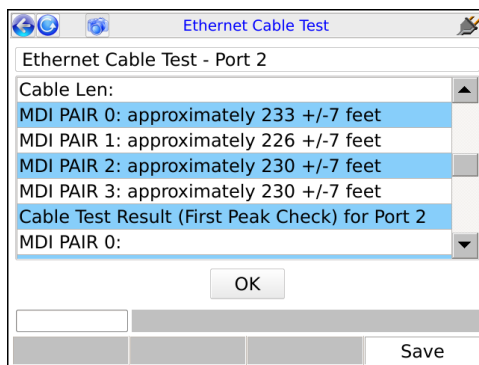 Ethernet Cable Test
Ethernet Cable Test - Port 2
Cable Len:
MDI PAIR 0: approximately 233 +/-7 feet
MDI PAIR 1: approximately 226 +/-7 feet
MDI PAIR 2: approximately 230 +/-7 feet
MDI PAIR 3: approximately 230 +/-7 feet
Cable Test Result (First Peak Check) for Port 2
MDI PAIR 0:
OK
Save